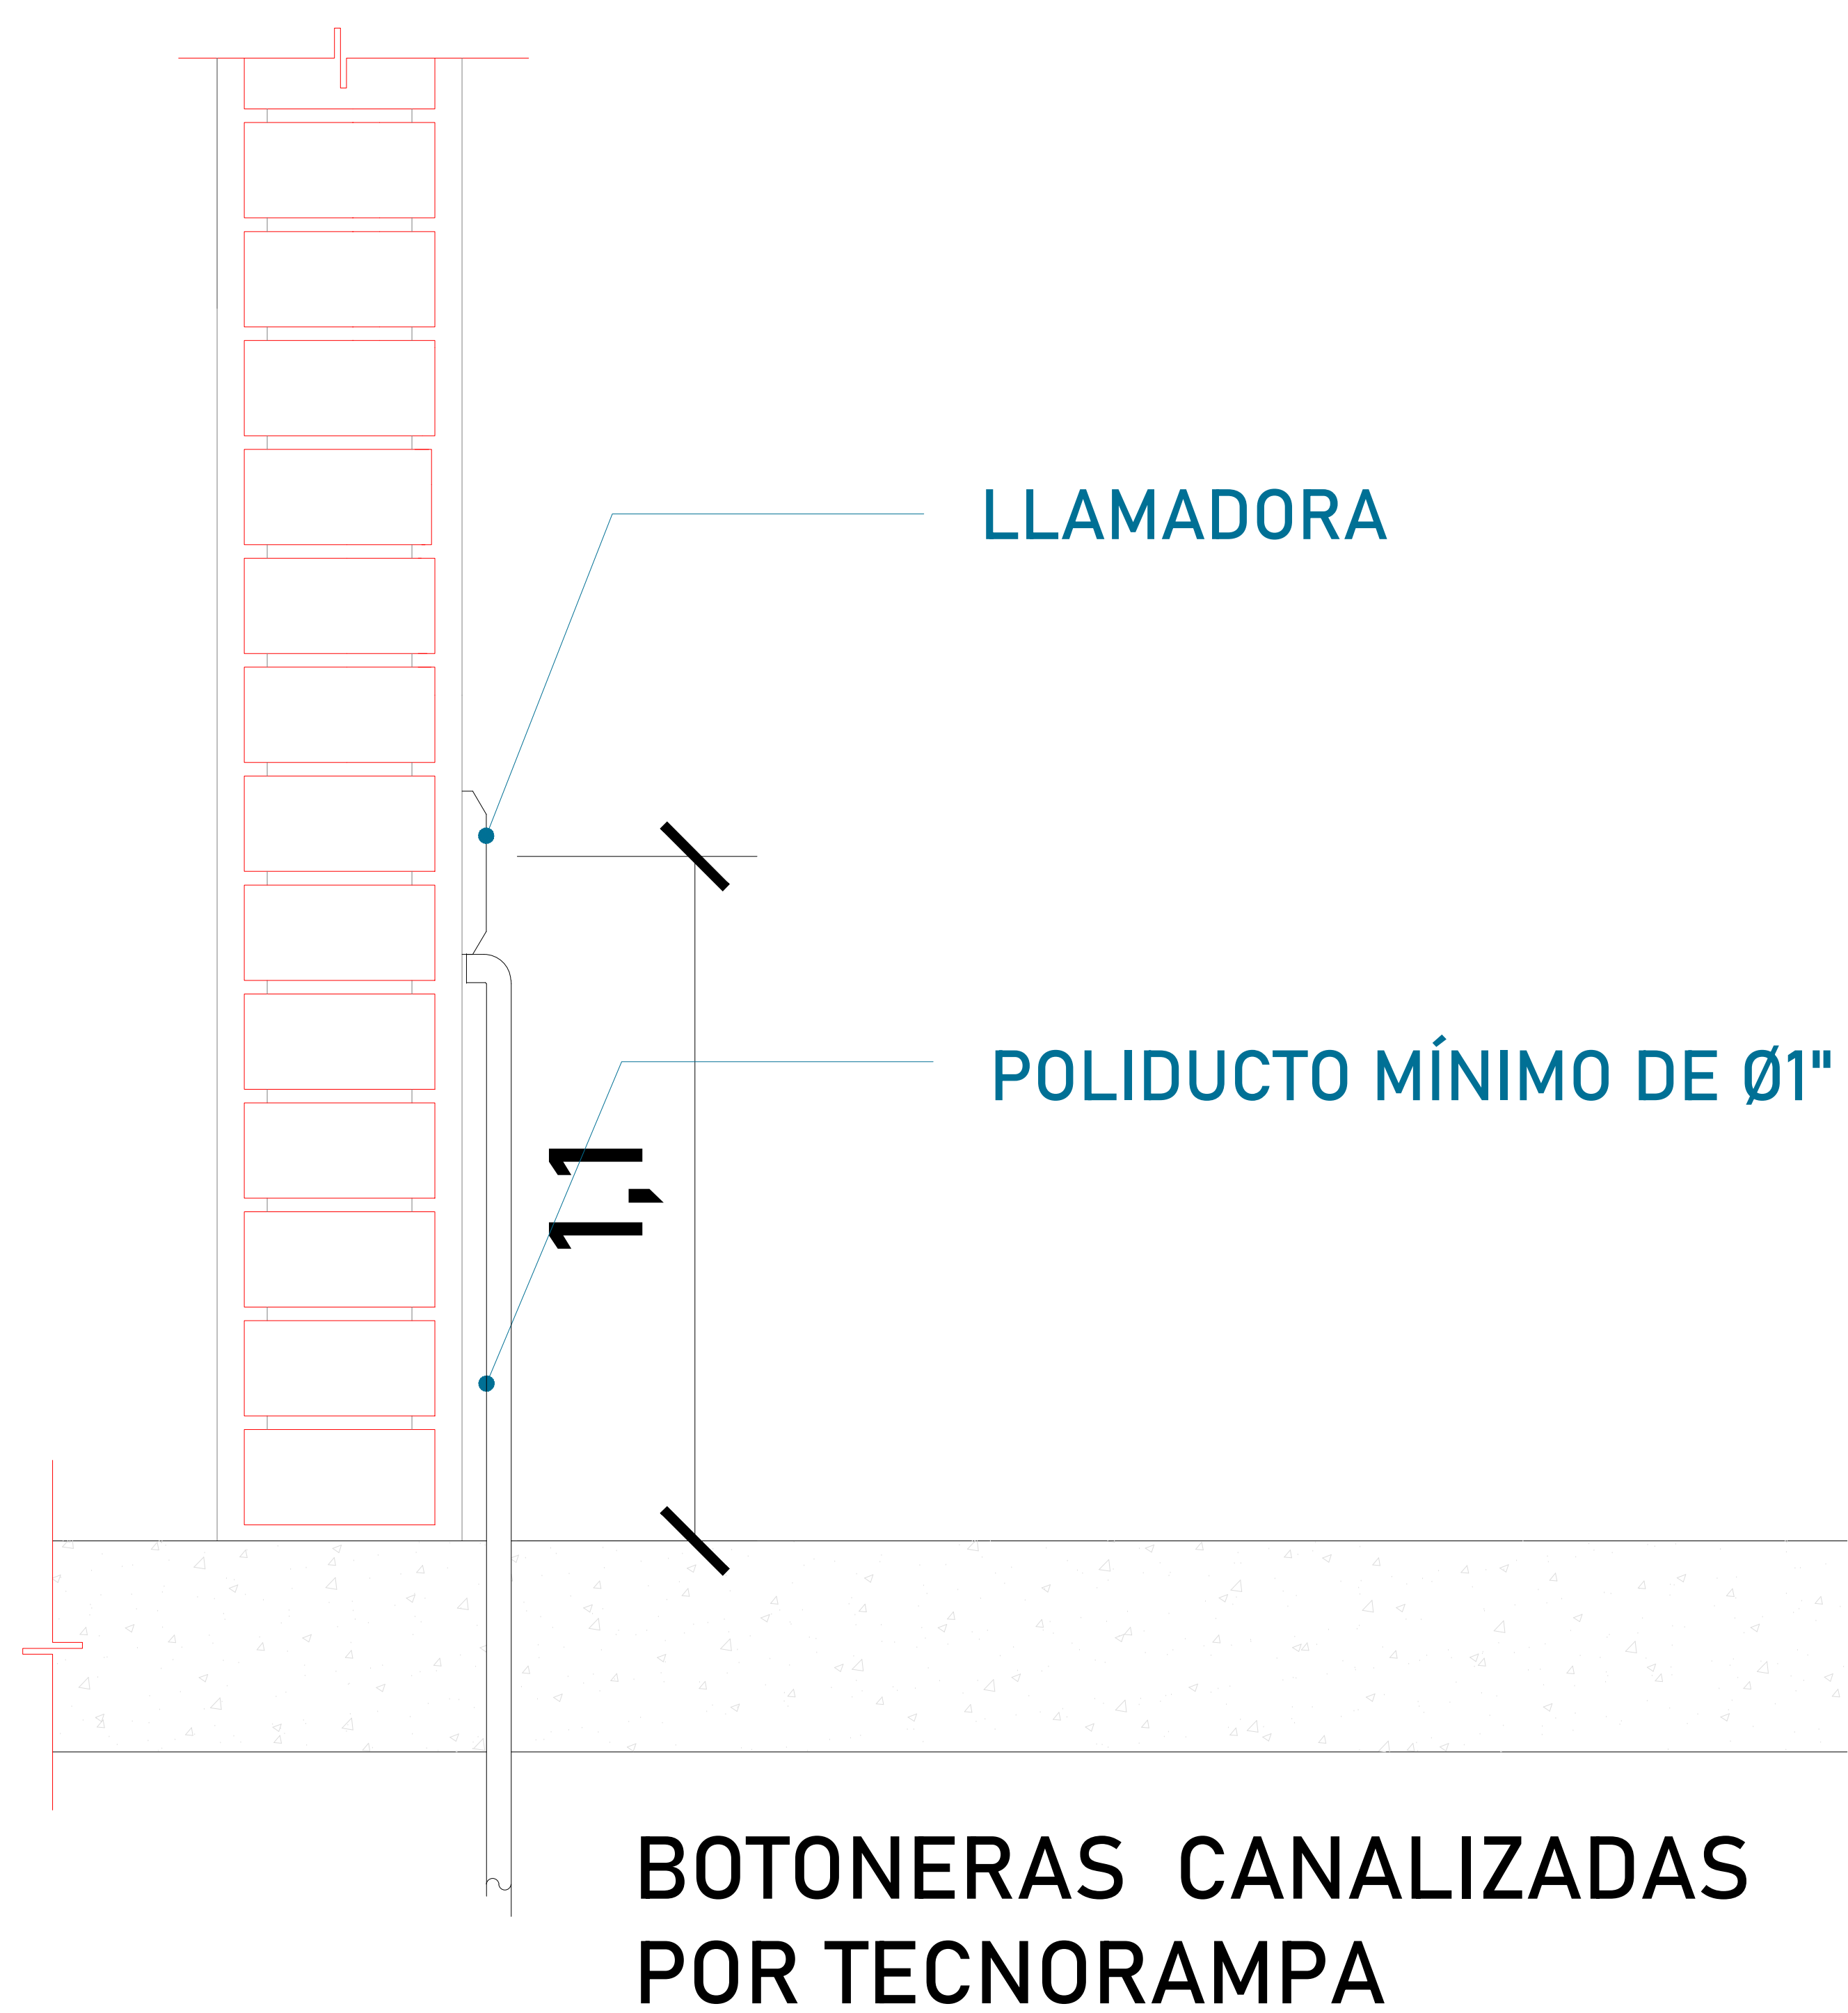 LLAMADORA
POLIDUCTO MÍNIMO DE Ø1"
1,1
BOTONERAS CANALIZADAS
POR TECNORAMPA